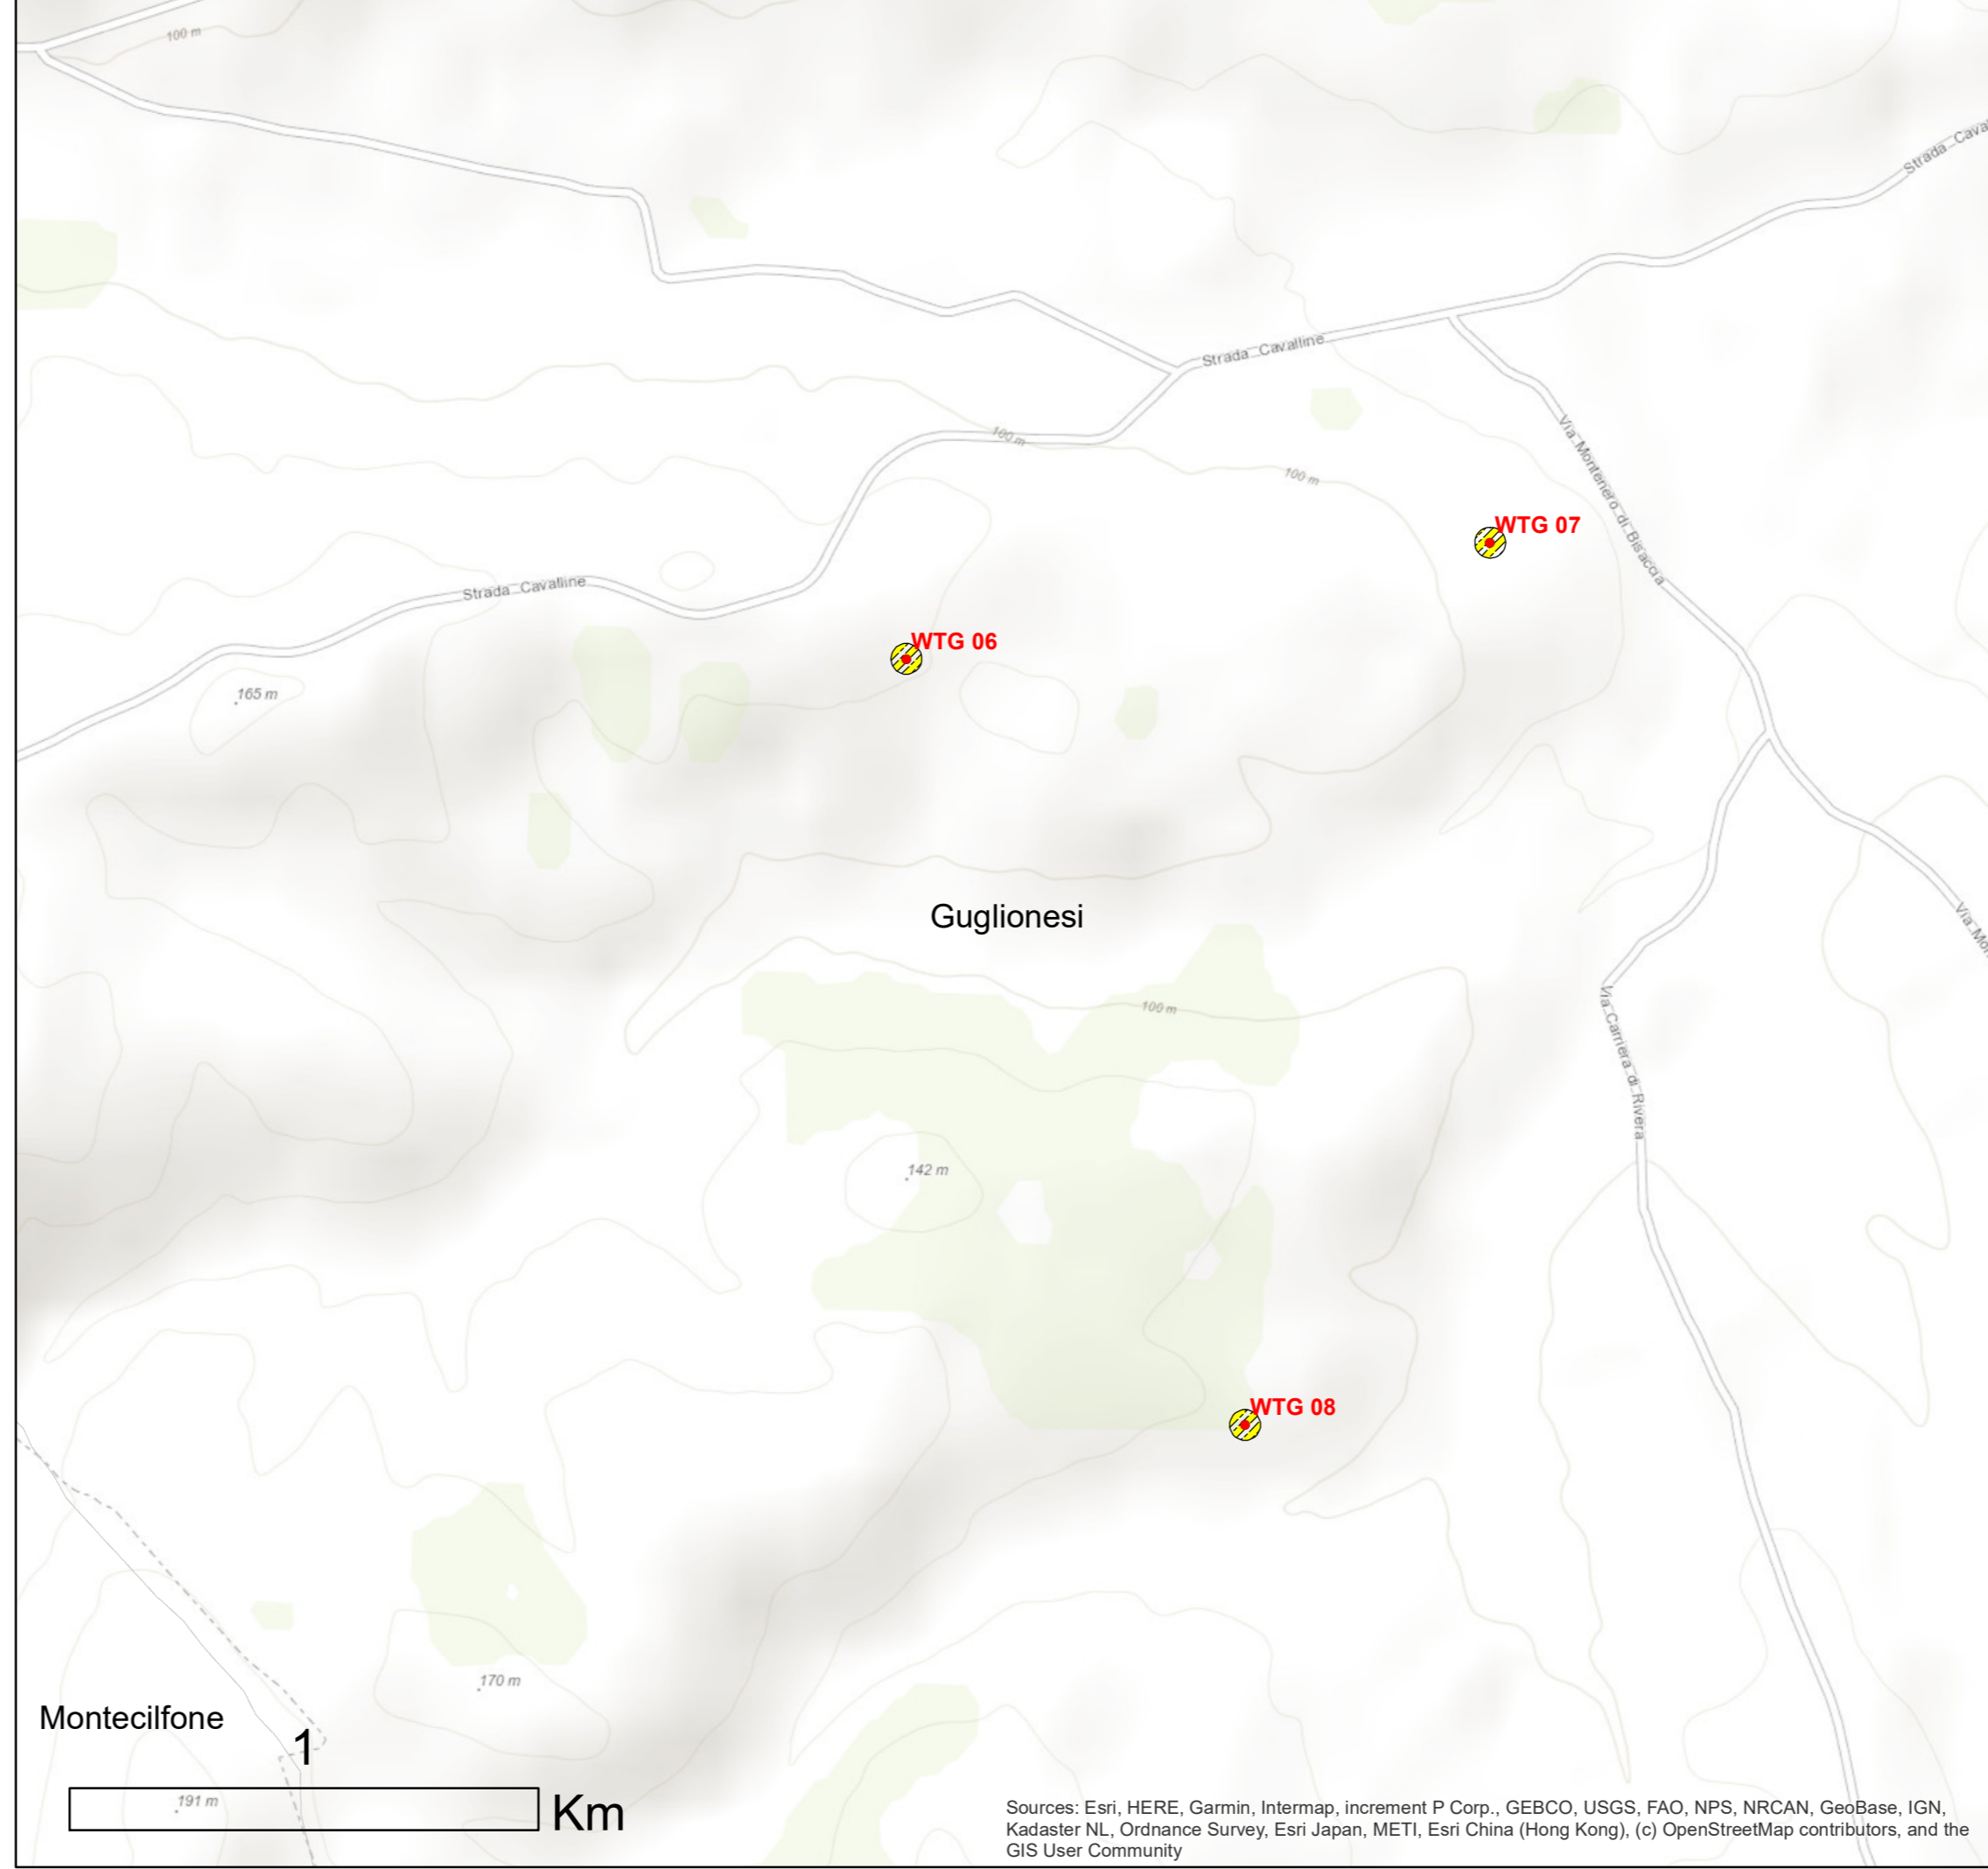 100 m
Strada Cava
Strada Cavalline
Via Montenero di Bisaccia
100 m
100 m
WTG 07
Strada Cavalline
WTG 06
165 m
Guglionesi
Via Mon
100 m
Via Carriera di Rivera
142 m
WTG 08
170 m
Montecilfone
1
191 m
Km
Sources: Esri, HERE, Garmin, Intermap, increment P Corp., GEBCO, USGS, FAO, NPS, NRCAN, GeoBase, IGN,
Kadaster NL, Ordnance Survey, Esri Japan, METI, Esri China (Hong Kong), (c) OpenStreetMap contributors, and the
GIS User Community